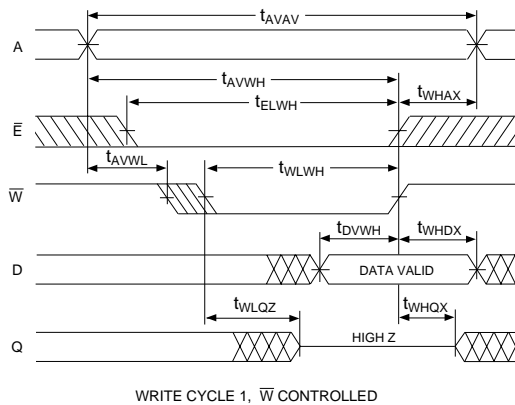 tAVAV
A
tAVWH
tELWH
tWHAX
E̅
tAVWL
tWLWH
W̅
tDVWH
tWHDX
D
DATA VALID
tWLQZ
tWHQX
Q
HIGH Z
WRITE CYCLE 1, W̅ CONTROLLED